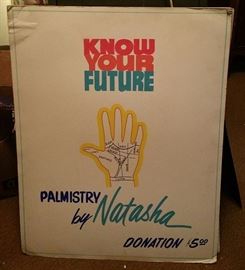 KNOW
YOUR
FUTURE
PALMISTRY
by Natasha
DONATION $5.00